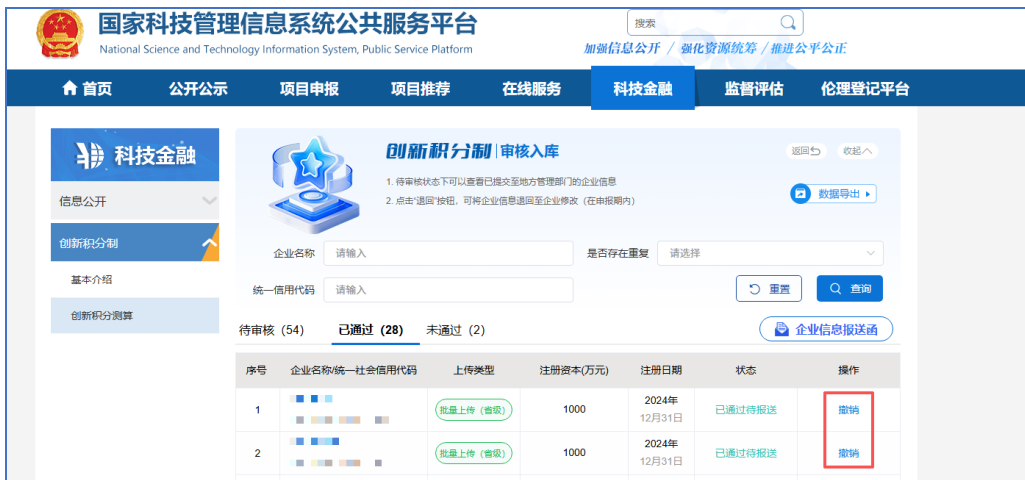 国家科技管理信息系统公共服务平台
National Science and Technology Information System, Public Service Platform
搜索
加强信息公开 / 强化资源统筹 / 推进公平公正
首页 公开公示 项目申报 项目推荐 在线服务 科技金融 监督评估 伦理登记平台
科技金融
信息公开
创新积分制
基本介绍
创新积分测算
创新积分制 审核入库
返回 收起
1. 待审核状态下可以查看已提交至地方管理部门的企业信息
2. 点击“退回”按钮，可将企业信息退回至企业修改（在申报期内）
数据导出
企业名称 请输入 是否存在重复 请选择
统一信用代码 请输入 重置 查询
待审核（54） 已通过（28） 未通过（2） 企业信息报送函
序号 企业名称/统一社会信用代码 上传类型 注册资本(万元) 注册日期 状态 操作
1 批量上传（省级） 1000 2024年 12月31日 已通过待报送 撤销
2 批量上传（省级） 1000 2024年 12月31日 已通过待报送 撤销